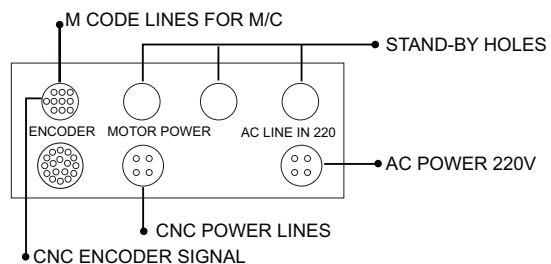 M CODE LINES FOR M/C
STAND-BY HOLES
ENCODER MOTOR POWER AC LINE IN 220
AC POWER 220V
CNC POWER LINES
CNC ENCODER SIGNAL